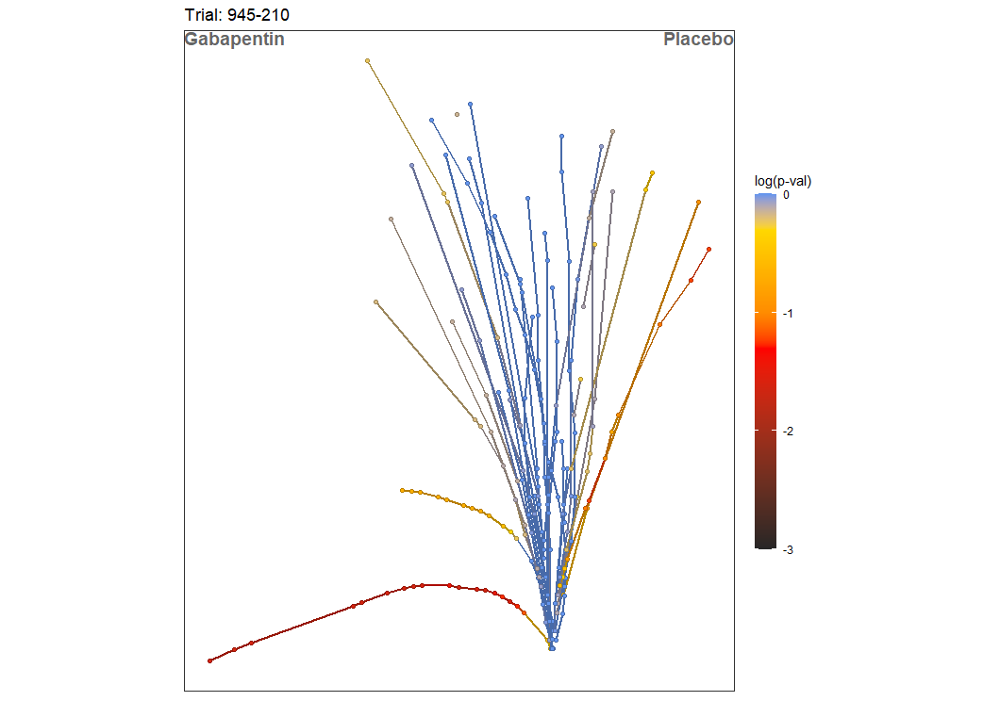 Trial: 945-210
Gabapentin Placebo
log(p-val)
0
-1
-2
-3